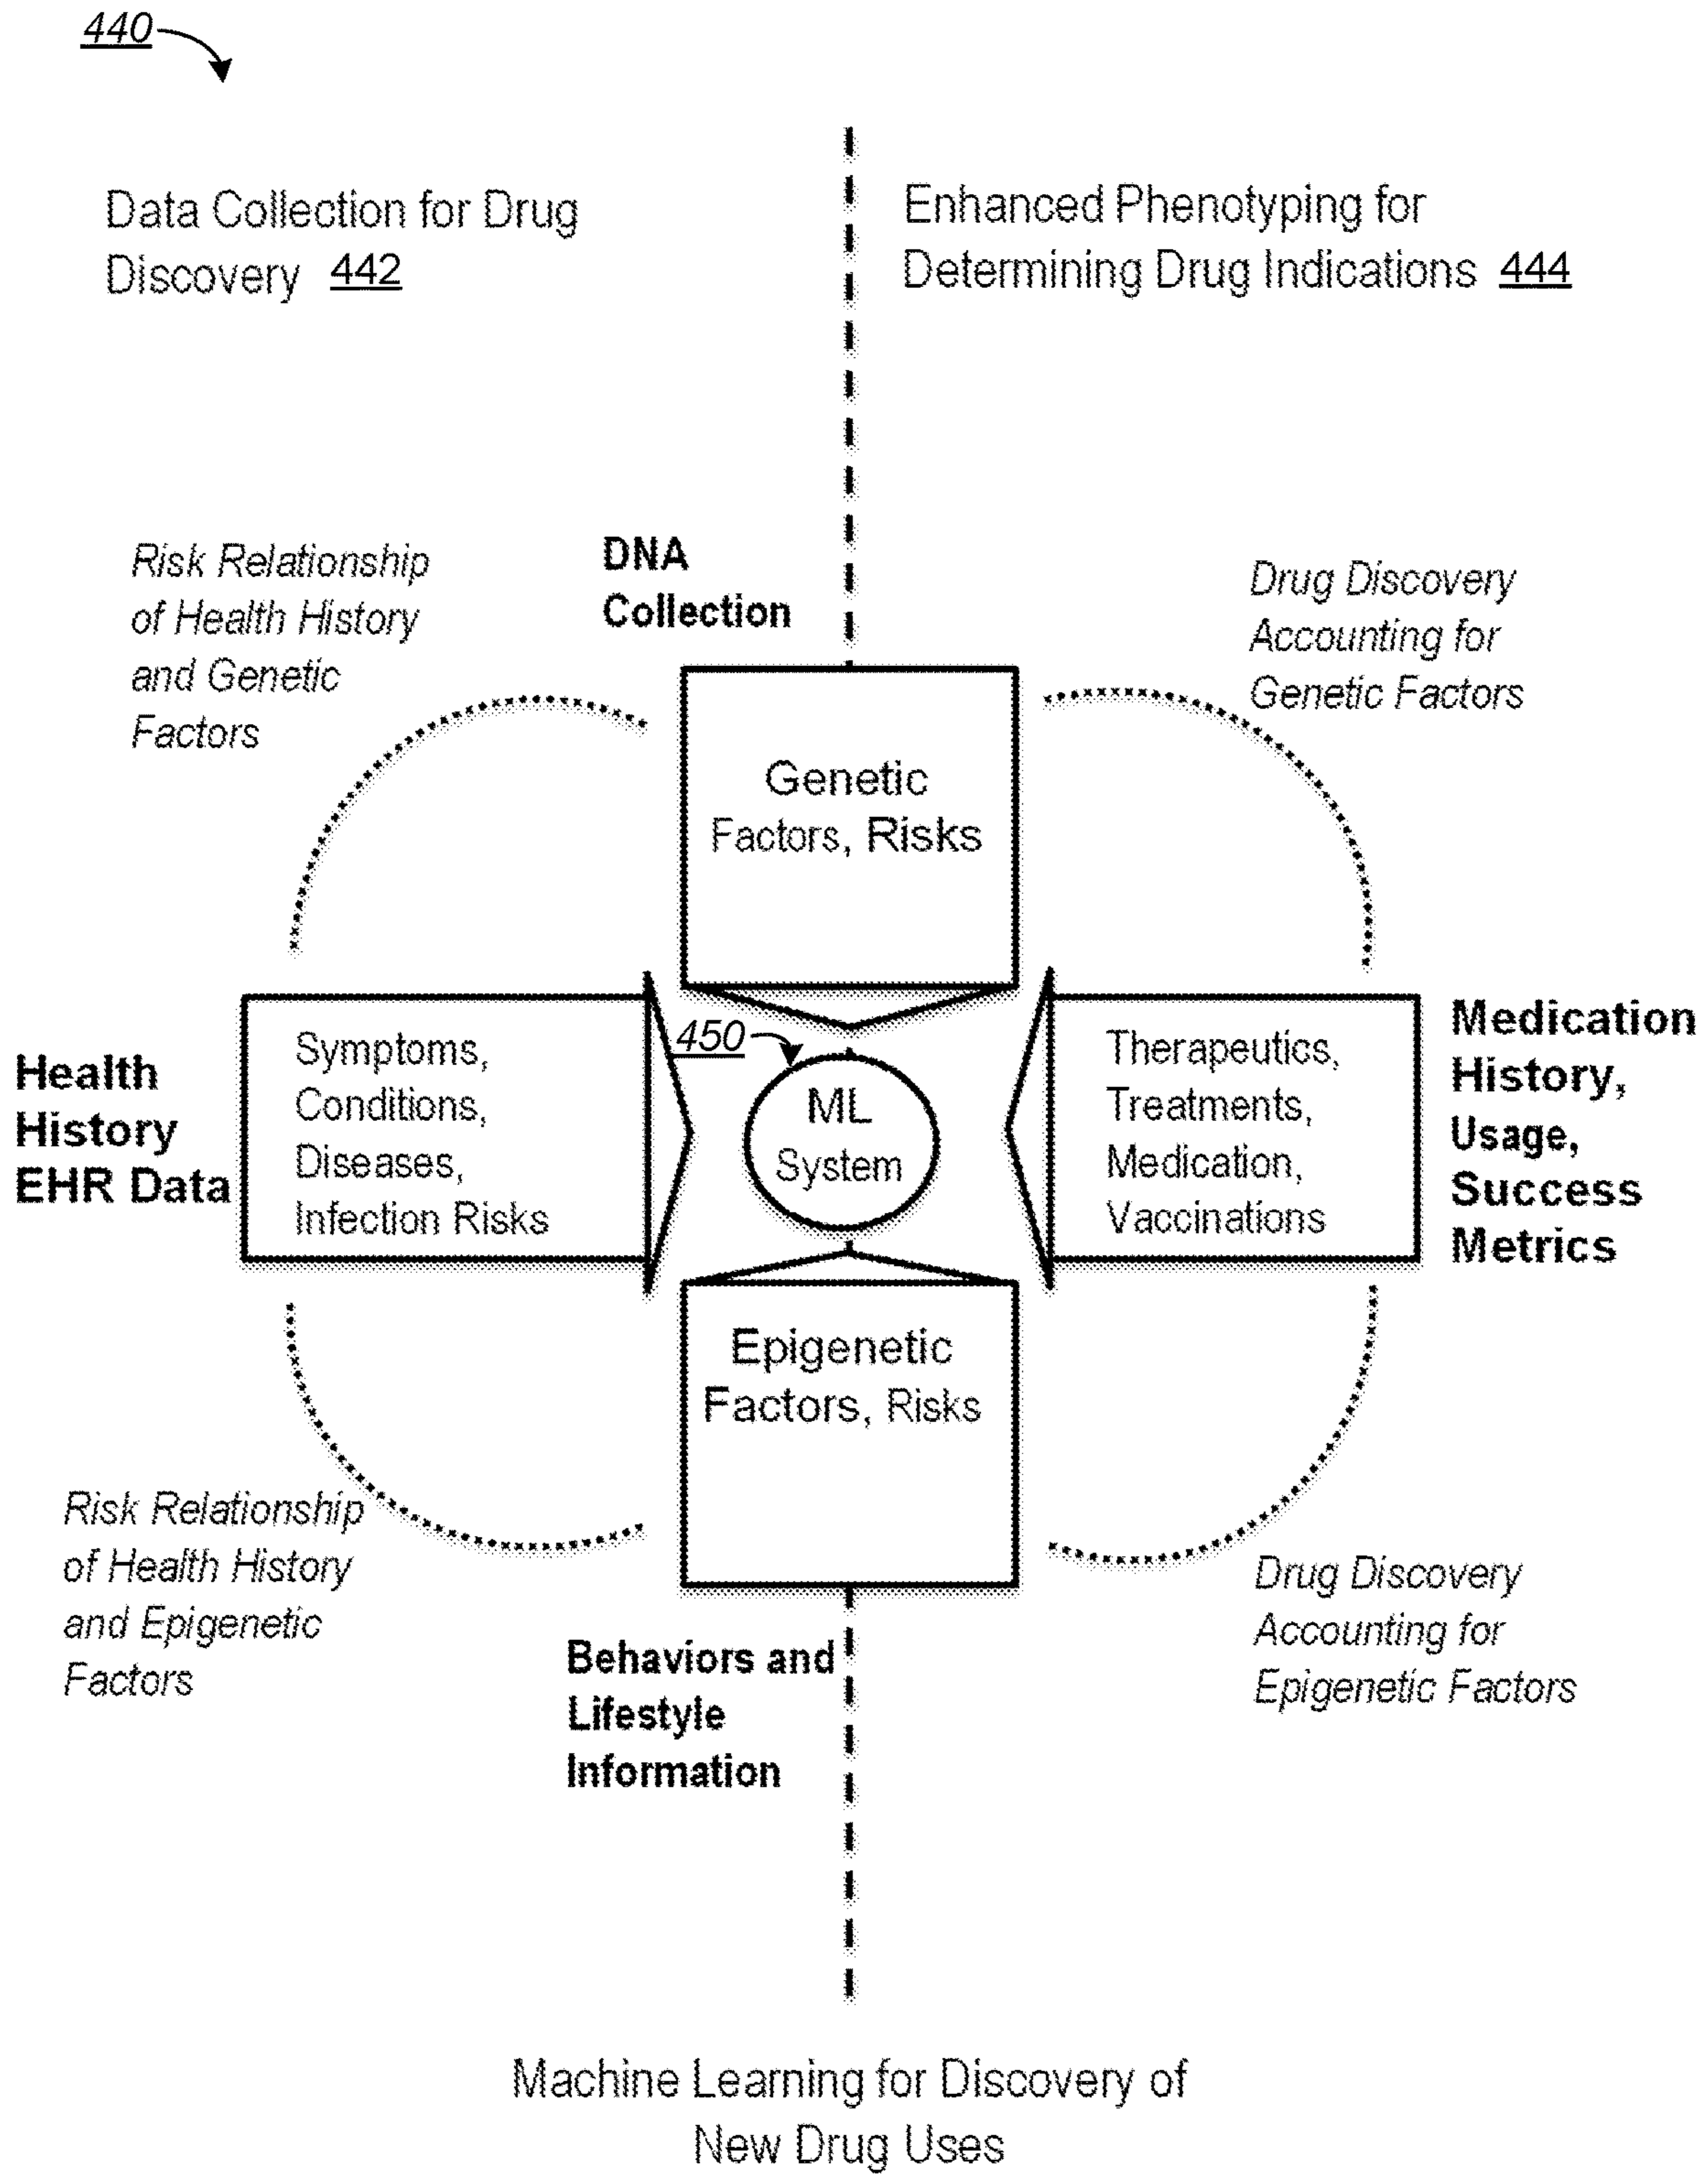 440
Data Collection for Drug
Discovery 442
Enhanced Phenotyping for
Determining Drug Indications 444
Risk Relationship
of Health History
and Genetic
Factors
DNA
Collection
Drug Discovery
Accounting for
Genetic Factors
Genetic
Factors, Risks
Health
History
EHR Data
Symptoms,
Conditions,
Diseases,
Infection Risks
450
ML
System
Therapeutics,
Treatments,
Medication,
Vaccinations
Medication
History,
Usage,
Success
Metrics
Epigenetic
Factors, Risks
Risk Relationship
of Health History
and Epigenetic
Factors
Behaviors and
Lifestyle
Information
Drug Discovery
Accounting for
Epigenetic Factors
Machine Learning for Discovery of
New Drug Uses